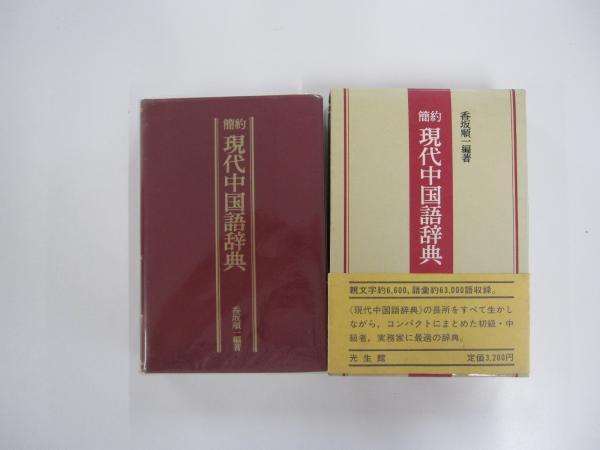 簡約
現代中国語辞典
香坂順一編著
簡約
現代中国語辞典
香坂順一編著
親文字約6,600，語彙約63,000語収録。
〈現代中国語辞典〉の長所をすべて生かし
ながら，コンパクトにまとめた初級・中
級者，実務家に最適の辞典。
光生館 定価3,200円